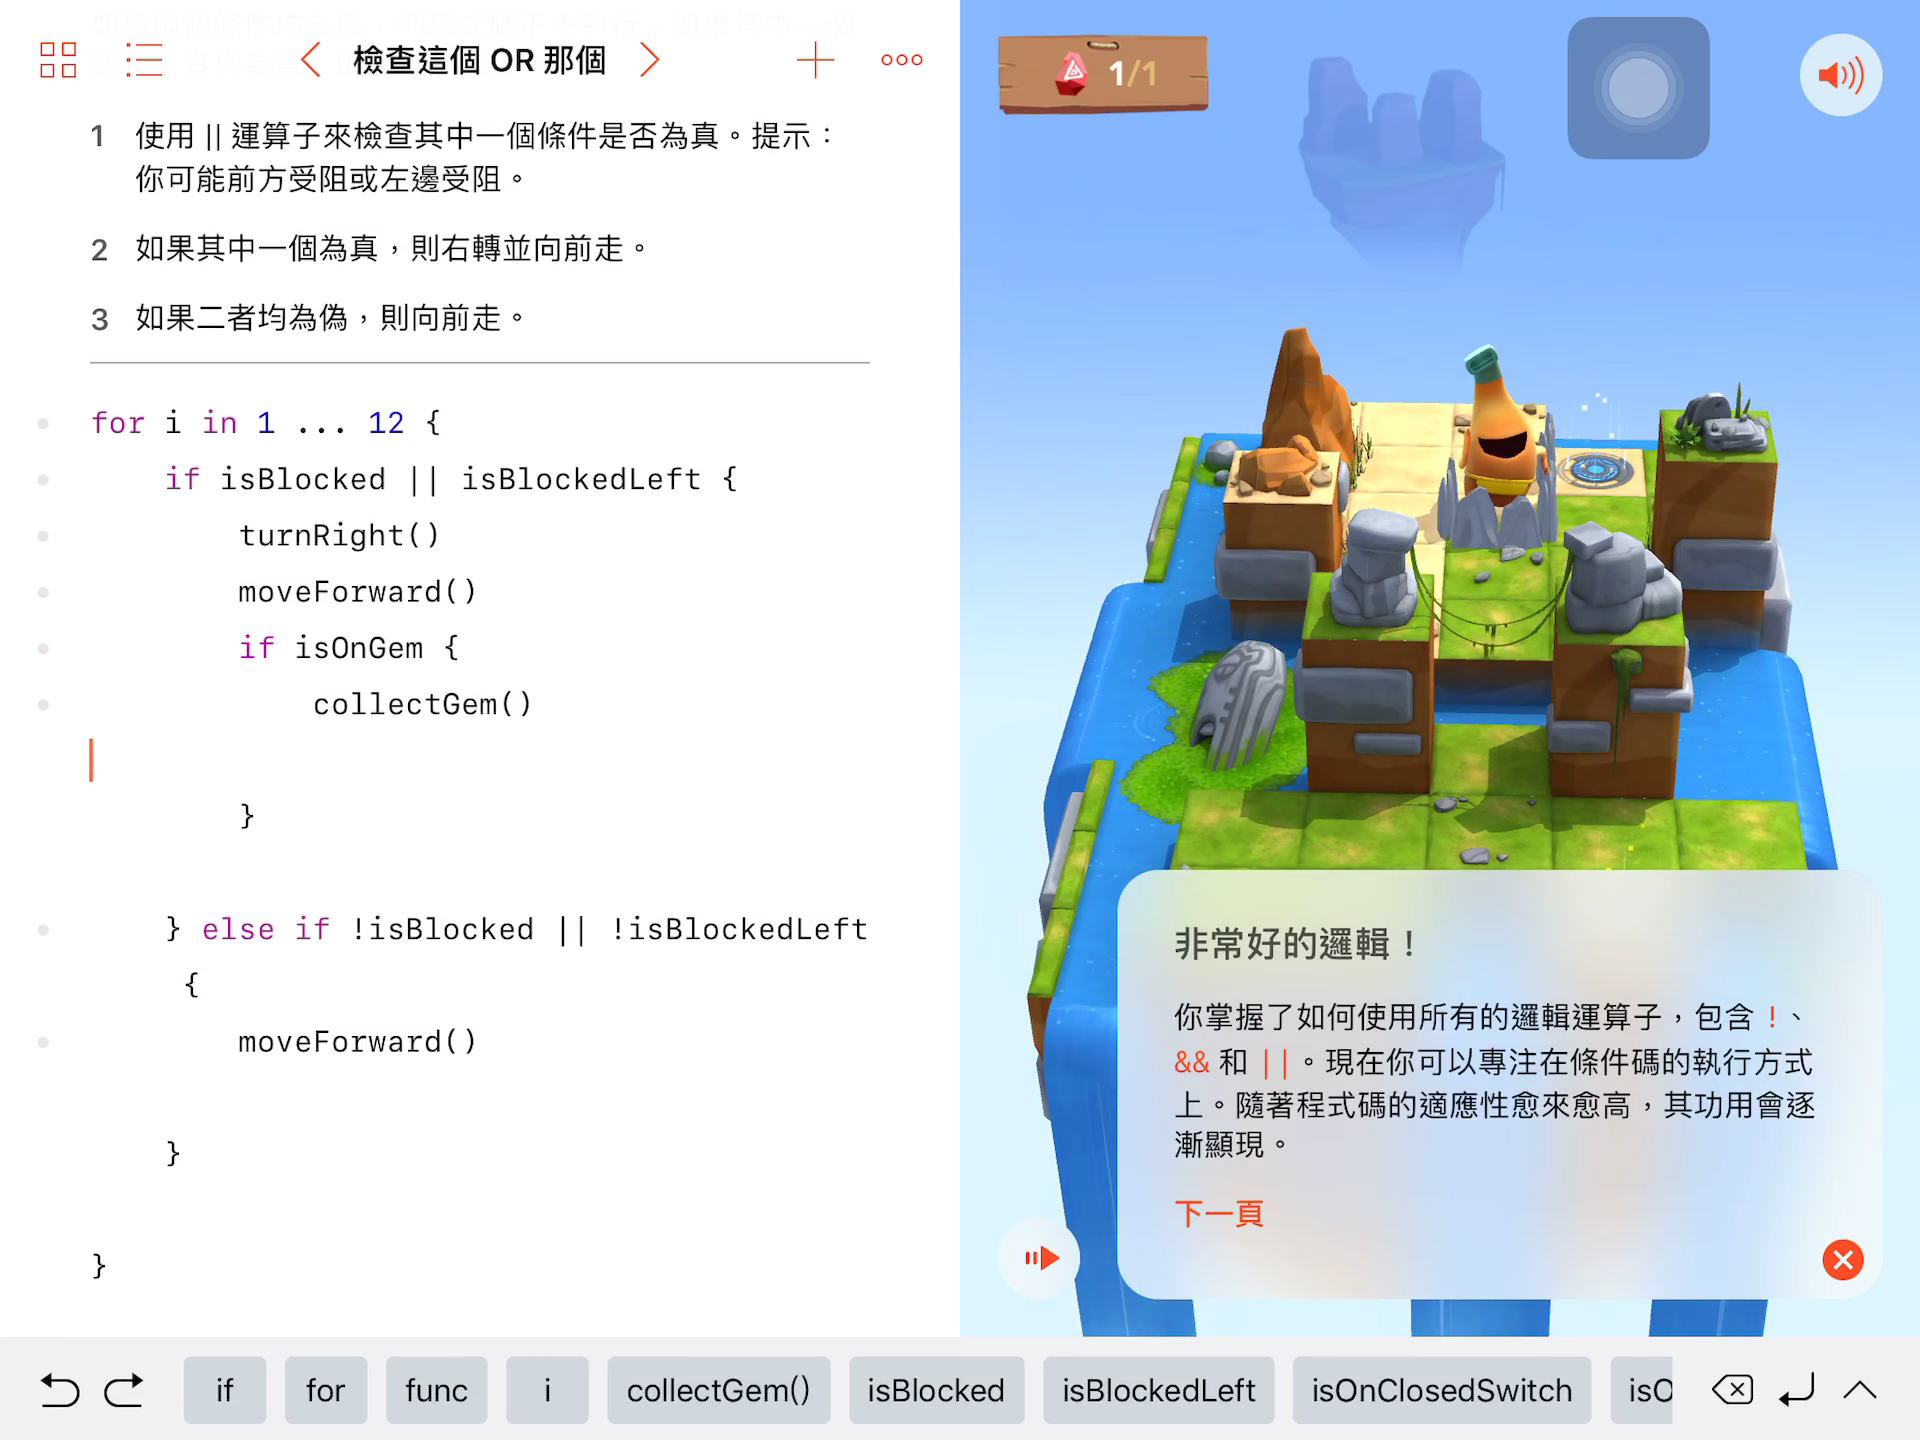 檢查這個 OR 那個
1 使用 || 運算子來檢查其中一個條件是否為真。提示：
你可能前方受阻或左邊受阻。
2 如果其中一個為真，則右轉並向前走。
3 如果二者均為偽，則向前走。
for i in 1 ... 12 {
if isBlocked || isBlockedLeft {
turnRight()
moveForward()
if isOnGem {
collectGem()
}
} else if !isBlocked || !isBlockedLeft
{
moveForward()
}
}
1/1
非常好的邏輯！
你掌握了如何使用所有的邏輯運算子，包含 !、
&& 和 ||。現在你可以專注在條件碼的執行方式
上。隨著程式碼的適應性愈來愈高，其功用會逐
漸顯現。
下一頁
if for func i collectGem() isBlocked isBlockedLeft isOnClosedSwitch isO